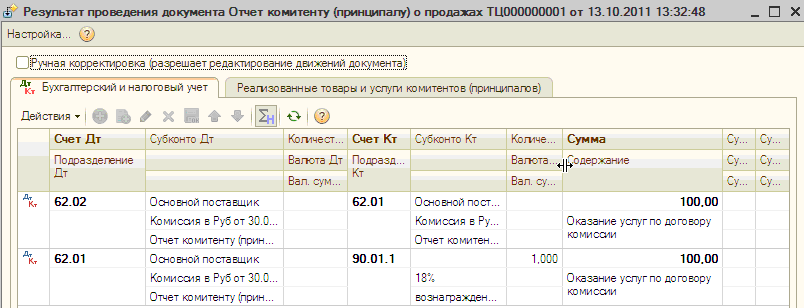 Результат проведения документа Отчет комитенту (принципалу) о продажах ТЦ000000001 от 13.10.2011 13:32:48
Настройка...
Ручная корректировка (разрешает редактирование движений документа)
Бухгалтерский и налоговый учет Реализованные товары и услуги комитентов (принципалов)
Действия
Счет Дт Субконто Дт Количест... Счет Кт Субконто Кт Количе... Сумма Су... Су...
Подразделение Дт Валюта Дт Подразд... Кт Валюта... Содержание Су... Су...
Вал. сум... Вал. су... Су... Су...
62.02 Основной поставщик 62.01 Основной пост... 100,00
Комиссия в Руб от 30.0... Комиссия в Ру... Оказание услуг по договору комиссии
Отчет комитенту (прин... Отчет комитен...
62.01 Основной поставщик 90.01.1 1,000 100,00
Комиссия в Руб от 30.0... 18% Оказание услуг по договору комиссии
Отчет комитенту (прин... вознагражден...